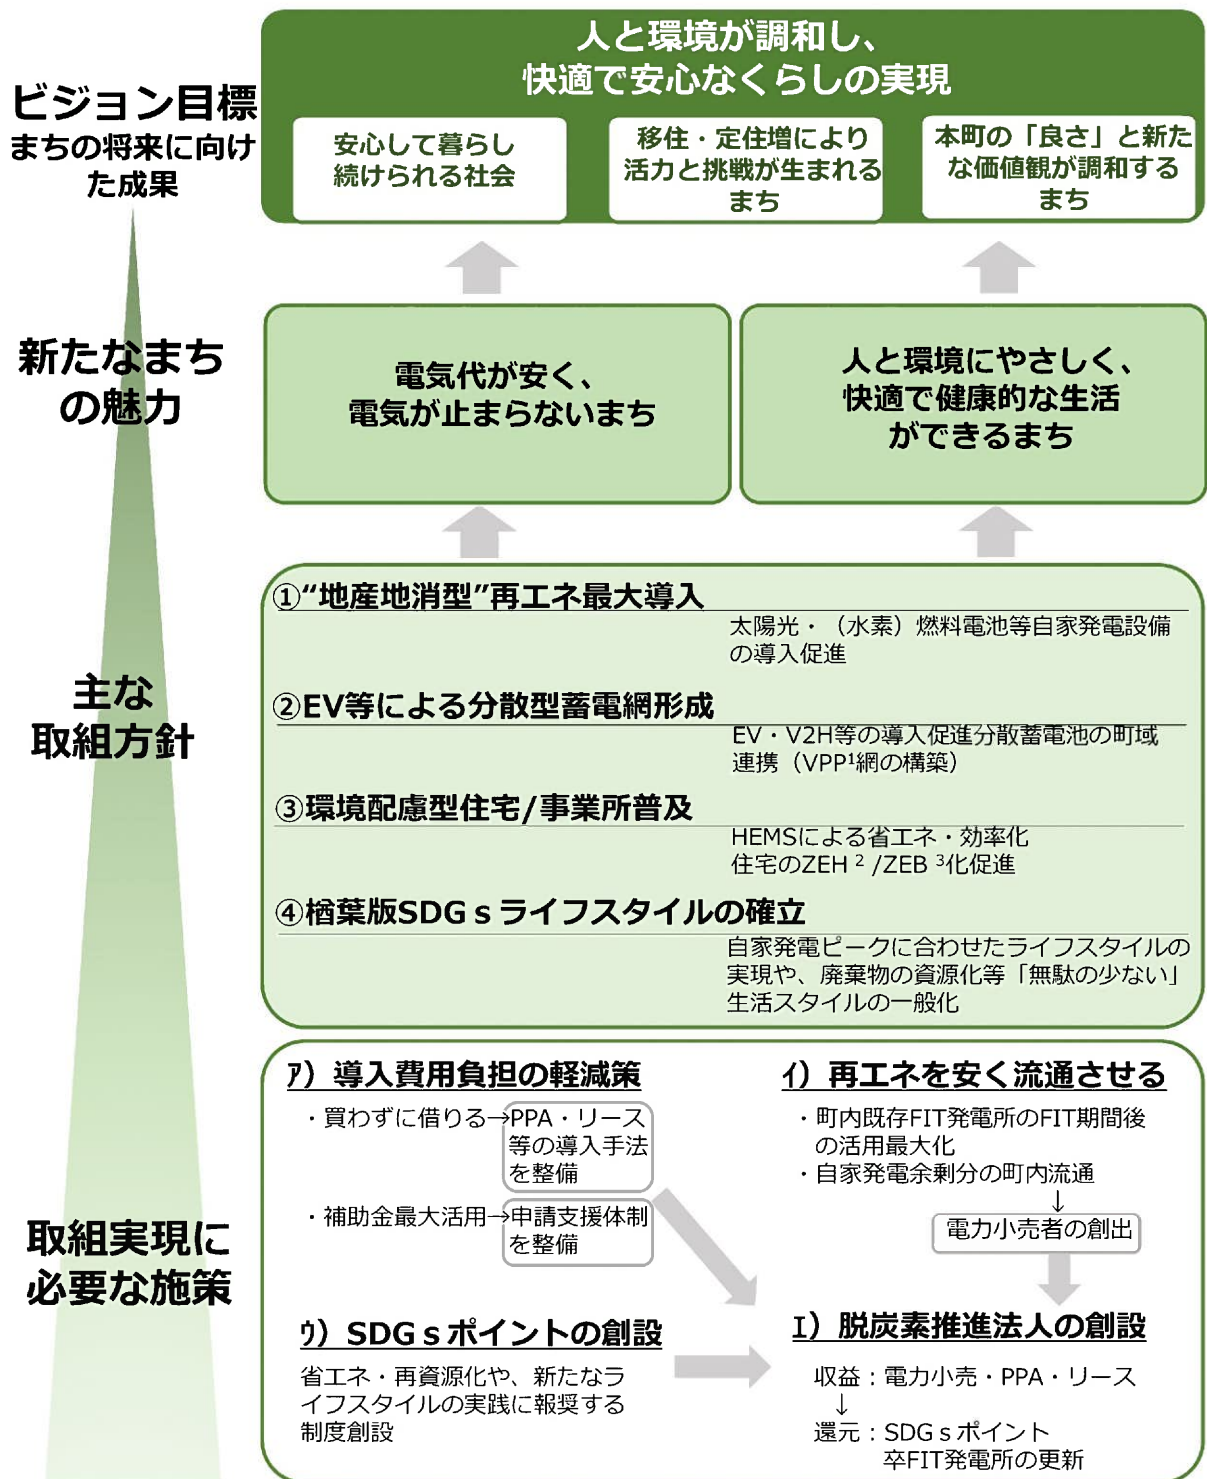 人と環境が調和し、
快適で安心なくらしの実現
ビジョン目標
まちの将来に向け
た成果
安心して暮らし
続けられる社会
移住・定住増により
活力と挑戦が生まれる
まち
本町の「良さ」と新た
な価値観が調和する
まち
新たなまち
の魅力
電気代が安く、
電気が止まらないまち
人と環境にやさしく、
快適で健康的な生活
ができるまち
主な
取組方針
①“地産地消型”再エネ最大導入
太陽光・（水素）燃料電池等自家発電設備
の導入促進
②EV等による分散型蓄電網形成
EV・V2H等の導入促進分散蓄電池の町域
連携（VPP¹網の構築）
③環境配慮型住宅/事業所普及
HEMSによる省エネ・効率化
住宅のZEH ² /ZEB ³化促進
④楢葉版SDGｓライフスタイルの確立
自家発電ピークに合わせたライフスタイルの
実現や、廃棄物の資源化等「無駄の少ない」
生活スタイルの一般化
取組実現に
必要な施策
ｱ）導入費用負担の軽減策
・買わずに借りる→PPA・リース
等の導入手法
を整備
・補助金最大活用→申請支援体制
を整備
ｲ）再エネを安く流通させる
・町内既存FIT発電所のFIT期間後
の活用最大化
・自家発電余剰分の町内流通
↓
電力小売者の創出
ｳ）SDGｓポイントの創設
省エネ・再資源化や、新たなラ
イフスタイルの実践に報奨する
制度創設
ｴ）脱炭素推進法人の創設
収益：電力小売・PPA・リース
↓
還元：SDGｓポイント
卒FIT発電所の更新